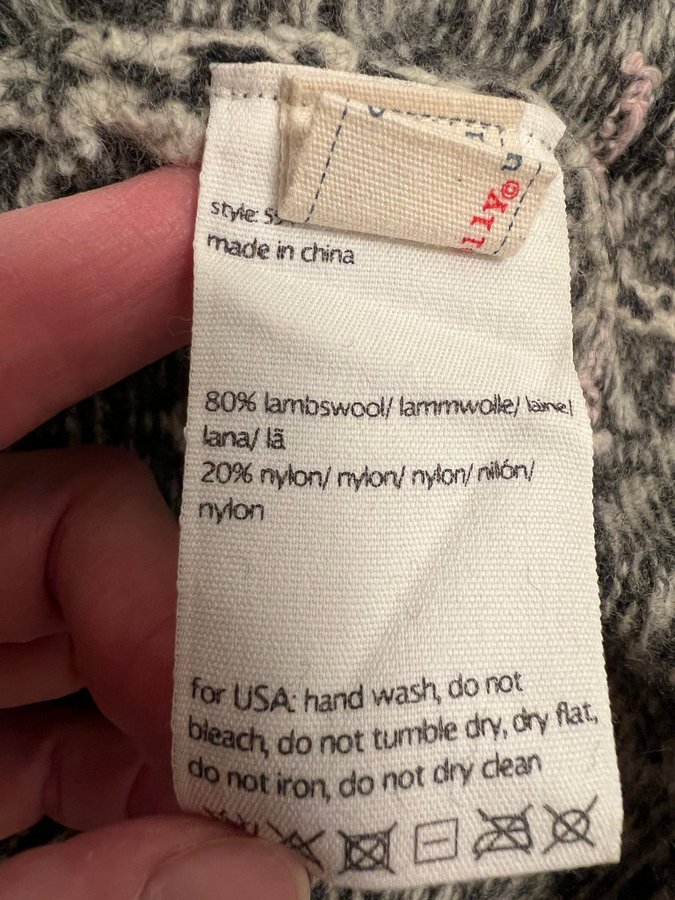 style:
made in china
80% lambswool/ lammwolle/ laine/
lana/ lã
20% nylon/ nylon/ nylon/ nilón/
nylon
for USA: hand wash, do not
bleach, do not tumble dry, dry flat,
do not iron, do not dry clean